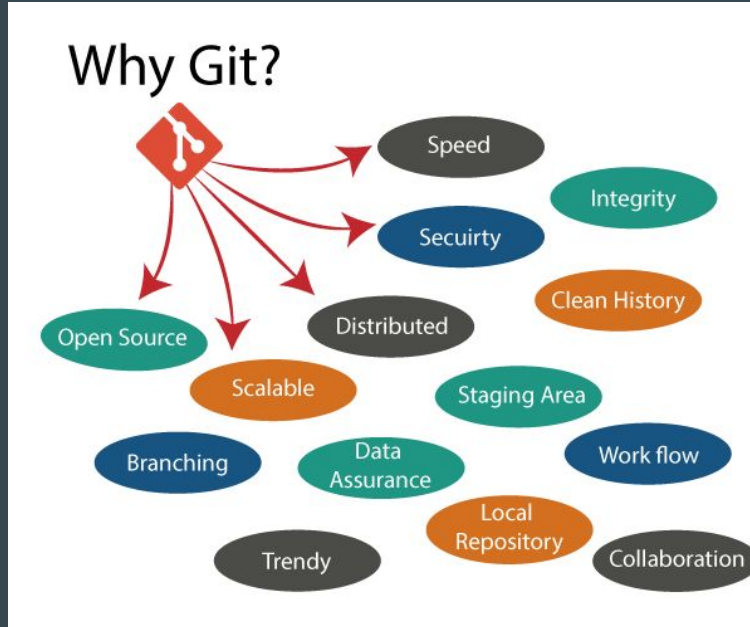 Why Git?
Speed
Integrity
Secuirty
Clean History
Distributed
Open Source
Scalable
Staging Area
Branching
Data
Assurance
Work flow
Local
Repository
Trendy
Collaboration